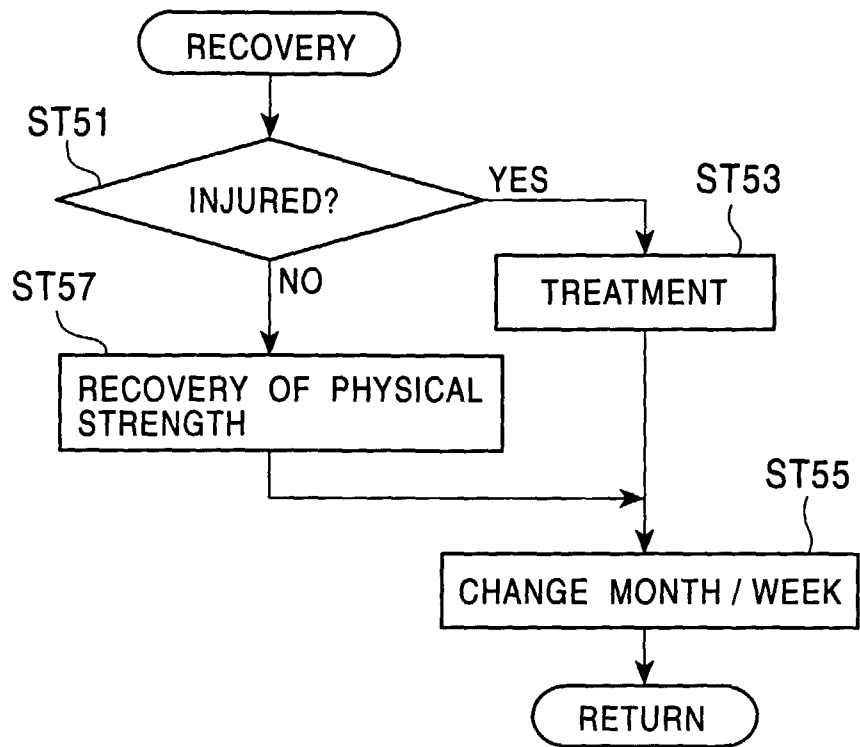 RECOVERY
ST51
INJURED?
YES
ST53
TREATMENT
NO
ST57
RECOVERY OF PHYSICAL
STRENGTH
ST55
CHANGE MONTH / WEEK
RETURN